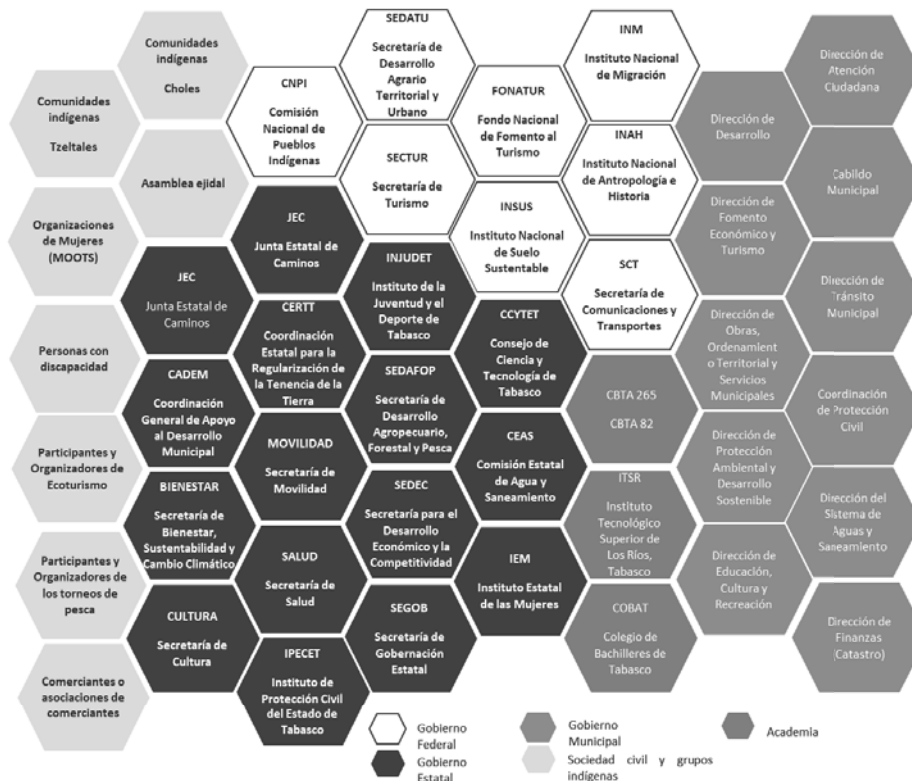 Comunidades
indígenas
Tzeltales
Organizaciones
de Mujeres
(MOOTS)
Personas con
discapacidad
Participantes y
Organizadores de
Ecoturismo
Participantes y
Organizadores de
los torneos de
pesca
Comerciantes o
asociaciones de
comerciantes
Comunidades
indígenas
Choles
Asamblea ejidal
JEC
Junta Estatal de
Caminos
CADEM
Coordinación
General de Apoyo
al Desarrollo
Municipal
BIENESTAR
Secretaría de
Bienestar,
Sustentabilidad y
Cambio Climático
CULTURA
Secretaría de
Cultura
CNPI
Comisión
Nacional de
Pueblos
Indígenas
JEC
Junta Estatal de
Caminos
CERTT
Coordinación
Estatal para la
Regularización de
la Tenencia de la
Tierra
MOVILIDAD
Secretaría de
Movilidad
SALUD
Secretaría de
Salud
IPECET
Instituto de
Protección Civil
del Estado de
Tabasco
SEDATU
Secretaría de
Desarrollo
Agrario
Territorial y
Urbano
SECTUR
Secretaría de
Turismo
INJUDET
Instituto de la
Juventud y el
Deporte de
Tabasco
SEDAFOP
Secretaría de
Desarrollo
Agropecuario,
Forestal y Pesca
SEDEC
Secretaría para el
Desarrollo
Económico y la
Competitividad
SEGOB
Secretaría de
Gobernación
Estatal
FONATUR
Fondo Nacional
de Fomento al
Turismo
INSUS
Instituto Nacional
de Suelo
Sustentable
CCYTET
Consejo de
Ciencia y
Tecnología de
Tabasco
CEAS
Comisión Estatal
de Agua y
Saneamiento
IEM
Instituto Estatal
de las Mujeres
INM
Instituto Nacional
de Migración
INAH
Instituto Nacional
de Antropología e
Historia
SCT
Secretaría de
Comunicaciones y
Transportes
CBTA 265
CBTA 82
ITSR
Instituto
Tecnológico
Superior de
Los Ríos,
Tabasco
COBAT
Colegio de
Bachilleres de
Tabasco
Dirección de
Desarrollo
Dirección de
Fomento
Económico y
Turismo
Dirección de
Obras,
Ordenamient
o Territorial y
Servicios
Municipales
Dirección de
Protección
Ambiental y
Desarrollo
Sostenible
Dirección de
Educación,
Cultura y
Recreación
Dirección de
Atención
Ciudadana
Cabildo
Municipal
Dirección de
Tránsito
Municipal
Coordinación
de Protección
Civil
Dirección del
Sistema de
Aguas y
Saneamiento
Dirección de
Finanzas
(Catastro)
Gobierno
Federal
Gobierno
Estatal
Gobierno
Municipal
Sociedad civil y grupos
indígenas
Academia